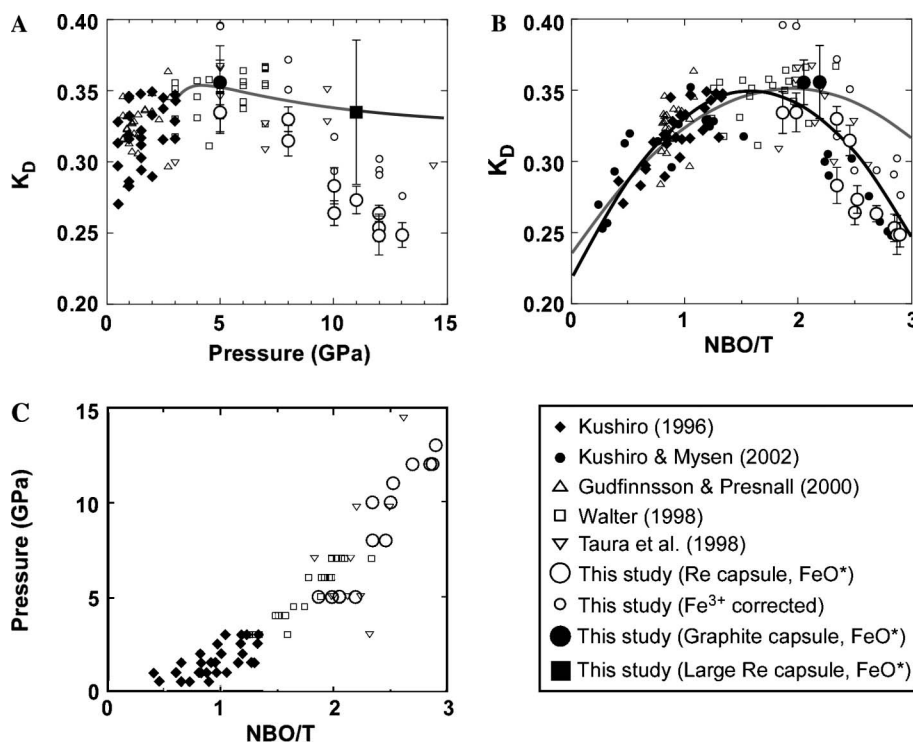 A
K_D
0.40
0.35
0.30
0.25
0.20
0
5
10
15
Pressure (GPa)
B
K_D
0.40
0.35
0.30
0.25
0.20
0
1
2
3
NBO/T
C
Pressure (GPa)
15
10
5
0
0
1
2
3
NBO/T
Kushiro (1996)
Kushiro & Mysen (2002)
Gudfinnsson & Presnall (2000)
Walter (1998)
Taura et al. (1998)
This study (Re capsule, FeO*)
This study (Fe³⁺ corrected)
This study (Graphite capsule, FeO*)
This study (Large Re capsule, FeO*)